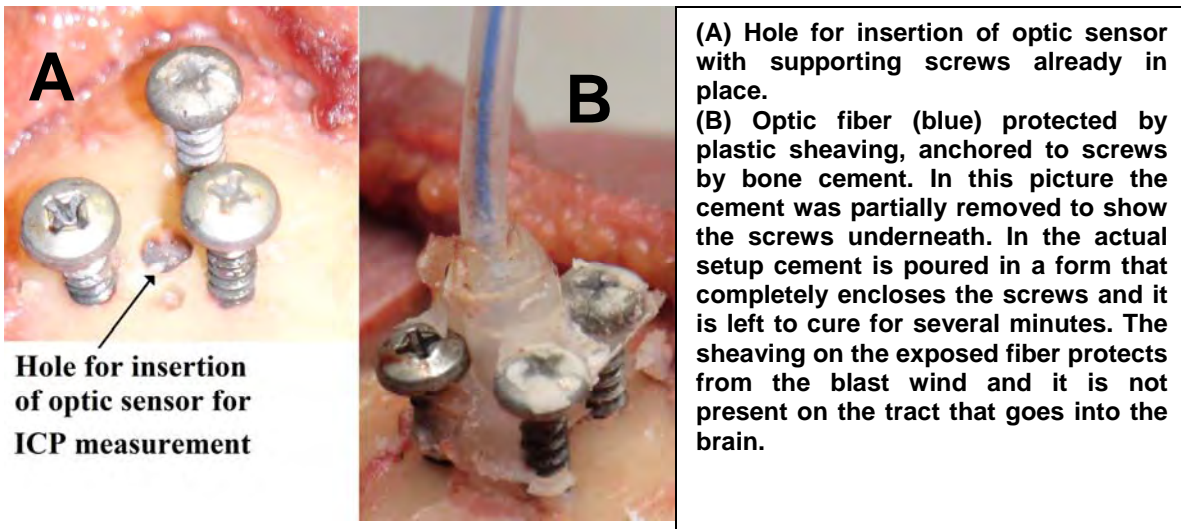 A
B
Hole for insertion
of optic sensor for
ICP measurement
(A) Hole for insertion of optic sensor
with supporting screws already in
place.
(B) Optic fiber (blue) protected by
plastic sheaving, anchored to screws
by bone cement. In this picture the
cement was partially removed to show
the screws underneath. In the actual
setup cement is poured in a form that
completely encloses the screws and it
is left to cure for several minutes. The
sheaving on the exposed fiber protects
from the blast wind and it is not
present on the tract that goes into the
brain.